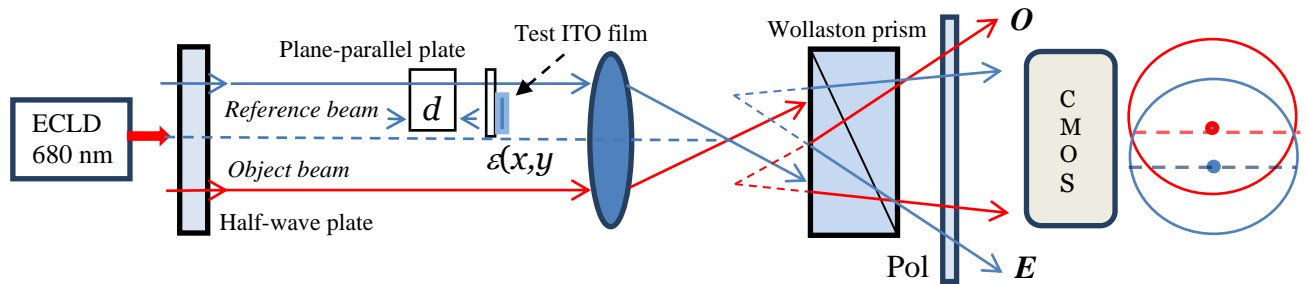 Test ITO film
Plane-parallel plate
Wollaston prism
O
ECLD
680 nm
Reference beam
d
ε(x,y
Object beam
Half-wave plate
Pol
E
C
M
O
S